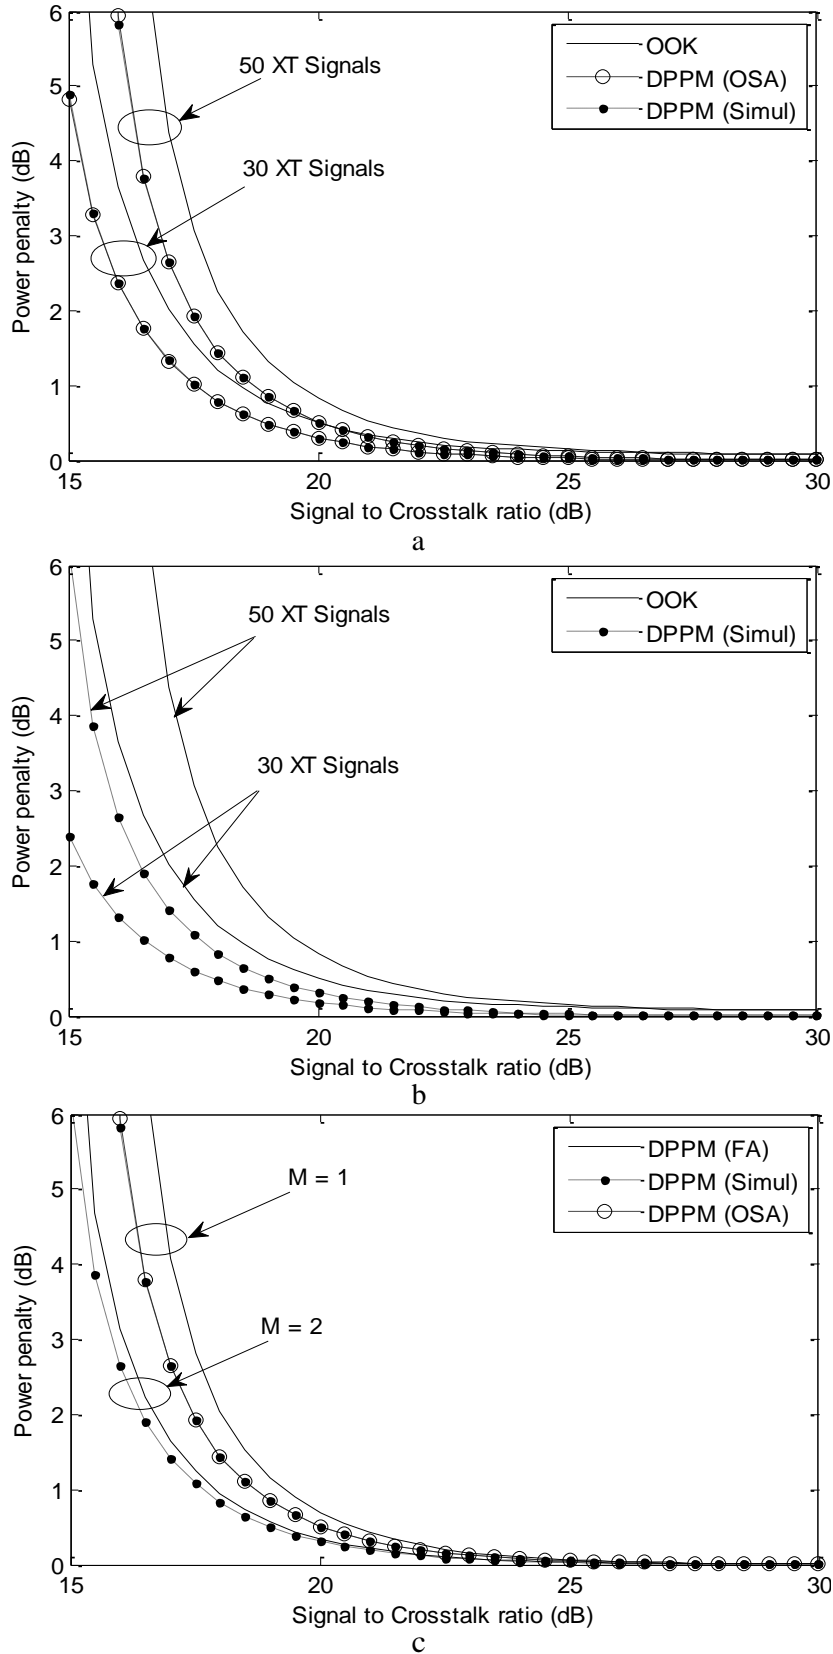 6
5
4
3
2
1
0
Power penalty (dB)
50 XT Signals
30 XT Signals
OOK
DPPM (OSA)
DPPM (Simul)
15 20 25 30
Signal to Crosstalk ratio (dB)
a
6
5
4
3
2
1
0
Power penalty (dB)
50 XT Signals
30 XT Signals
OOK
DPPM (Simul)
15 20 25 30
Signal to Crosstalk ratio (dB)
b
6
5
4
3
2
1
0
Power penalty (dB)
M = 1
M = 2
DPPM (FA)
DPPM (Simul)
DPPM (OSA)
15 20 25 30
Signal to Crosstalk ratio (dB)
c